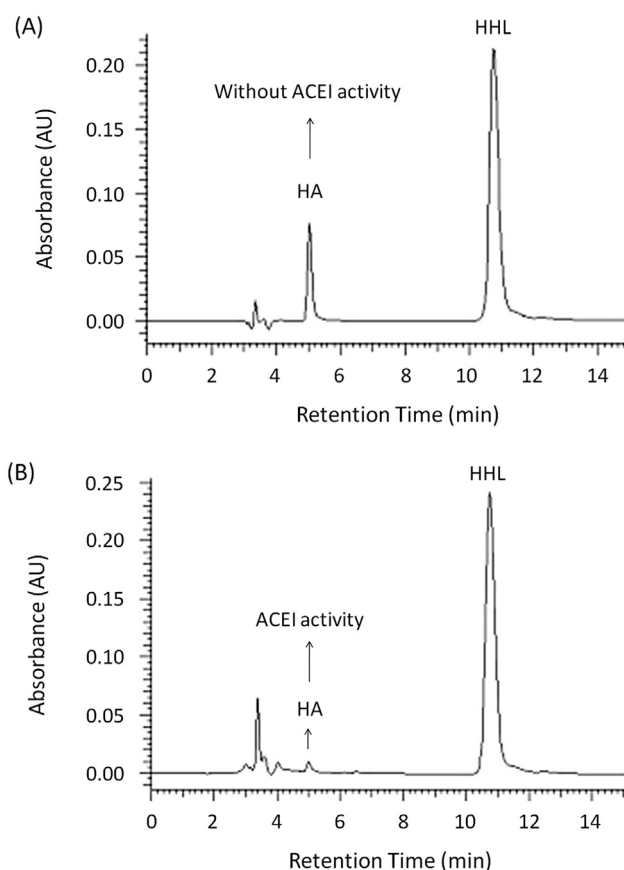 (A)
HHL
0.20
Without ACEI activity
0.15
HA
0.10
0.05
0.00
Absorbance (AU)
0 2 4 6 8 10 12 14
Retention Time (min)
(B)
HHL
0.25
0.20
0.15
ACEI activity
0.10
HA
0.05
0.00
Absorbance (AU)
0 2 4 6 8 10 12 14
Retention Time (min)